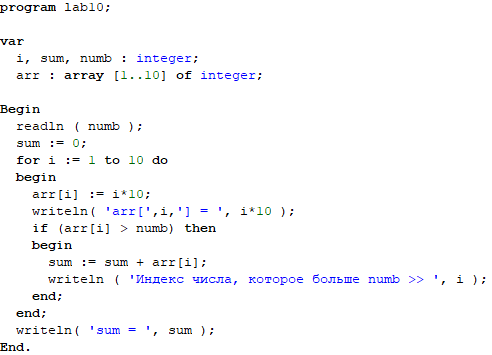 program lab10;
var
i, sum, numb : integer;
arr : array [1..10] of integer;
Begin
readln ( numb );
sum := 0;
for i := 1 to 10 do
begin
arr[i] := i*10;
writeln( 'arr[',i,'] = ', i*10 );
if (arr[i] > numb) then
begin
sum := sum + arr[i];
writeln ( 'Индекс числа, которое больше numb >> ', i );
end;
end;
writeln( 'sum = ', sum );
End.